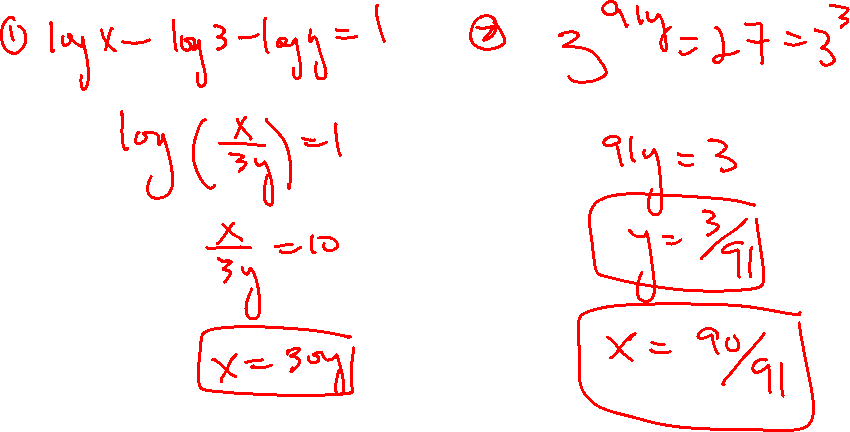 ① log x - log 3 - log y = 1
log (x/3y) = 1
x/3y = 10
x = 30y
② 3^91y = 27 = 3^3
91y = 3
y = 3/91
x = 90/91